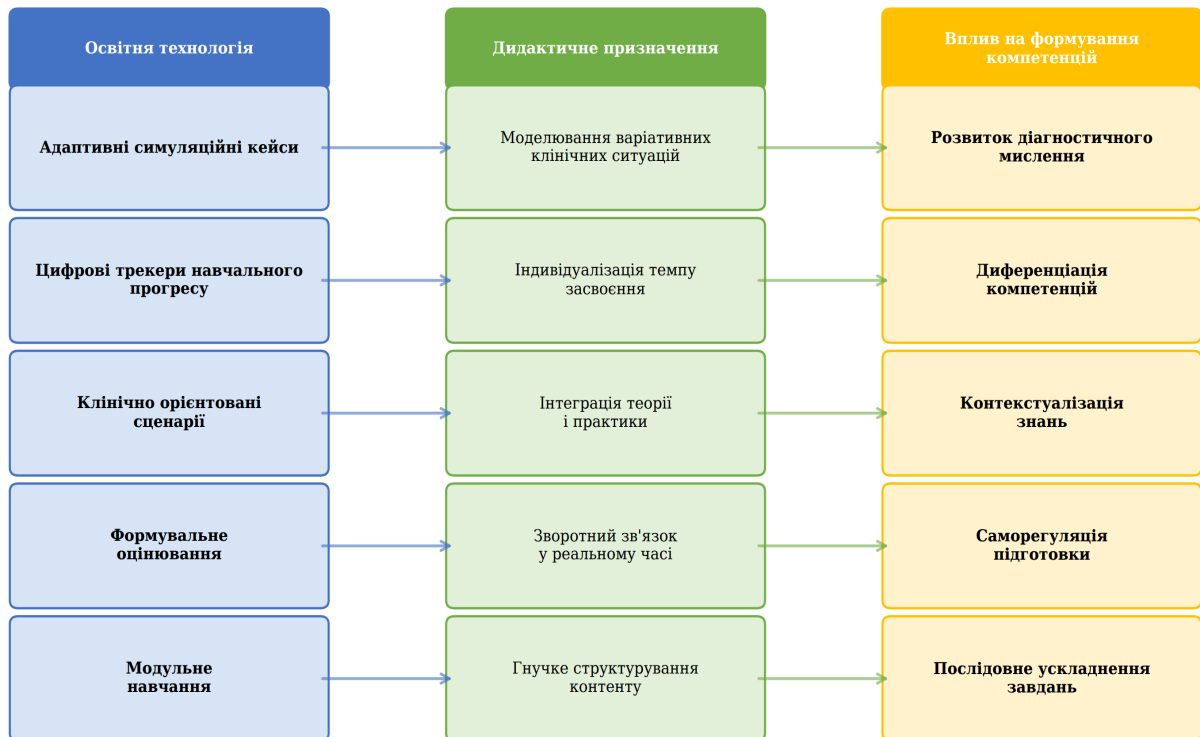 Освітня технологія
Дидактичне призначення
Вплив на формування
компетенцій
Адаптивні симуляційні кейси
Моделювання варіативних
клінічних ситуацій
Розвиток діагностичного
мислення
Цифрові трекери навчального
прогресу
Індивідуалізація темпу
засвоєння
Диференціація
компетенцій
Клінічно орієнтовані
сценарії
Інтеграція теорії
і практики
Контекстуалізація
знань
Формувальне
оцінювання
Зворотний зв'язок
у реальному часі
Саморегуляція
підготовки
Модульне
навчання
Гнучке структурування
контенту
Послідовне ускладнення
завдань